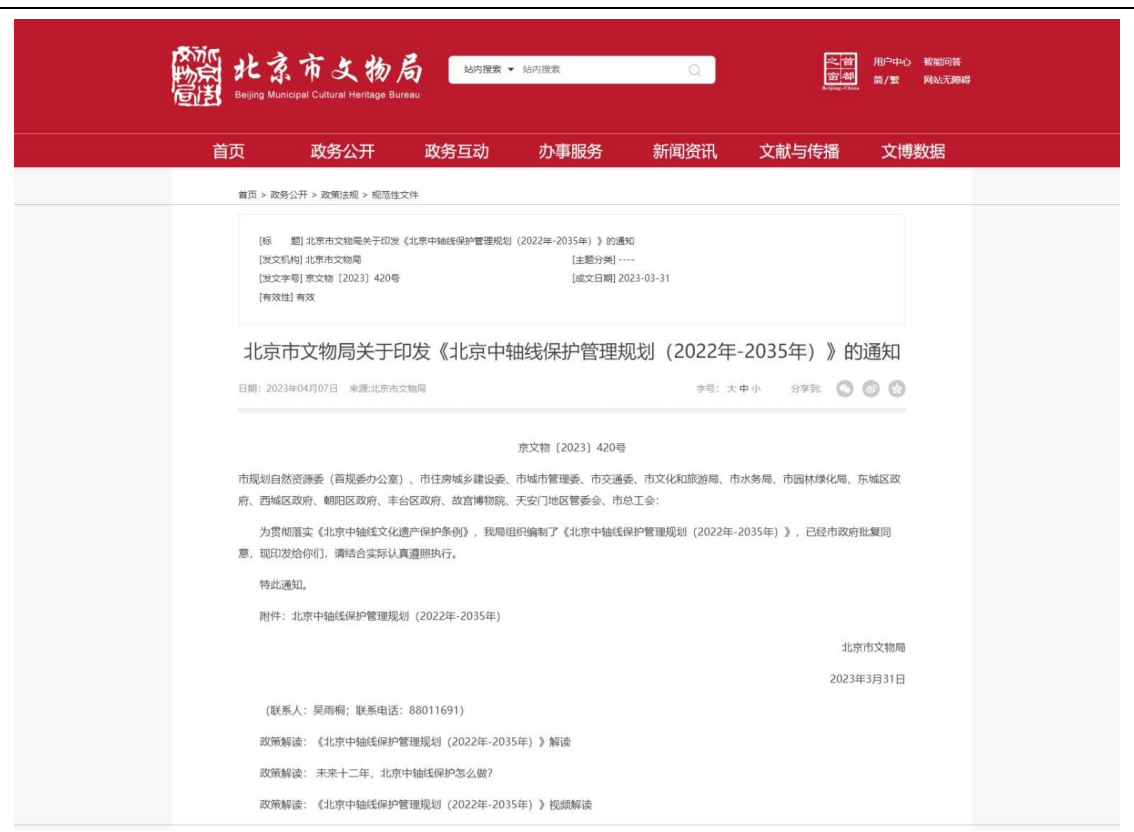 北京市文物局
Beijing Municipal Cultural Heritage Bureau
站内搜索 ▼ 站内搜索
首都之窗
Beijing-China
用户中心 智能问答
简/繁 网站无障碍
首页 政务公开 政务互动 办事服务 新闻资讯 文献与传播 文博数据
首页 > 政务公开 > 政策法规 > 规范性文件
[标 题] 北京市文物局关于印发《北京中轴线保护管理规划（2022年-2035年）》的通知
[发文机构] 北京市文物局 [主题分类] ----
[发文字号] 京文物〔2023〕420号 [成文日期] 2023-03-31
[有效性] 有效
北京市文物局关于印发《北京中轴线保护管理规划（2022年-2035年）》的通知
日期：2023年04月07日 来源:北京市文物局 字号：大 中 小 分享到:
京文物〔2023〕420号
市规划自然资源委（首规委办公室）、市住房城乡建设委、市城市管理委、市交通委、市文化和旅游局、市水务局、市园林绿化局、东城区政
府、西城区政府、朝阳区政府、丰台区政府、故宫博物院、天安门地区管委会、市总工会：
为贯彻落实《北京中轴线文化遗产保护条例》，我局组织编制了《北京中轴线保护管理规划（2022年-2035年）》，已经市政府批复同
意，现印发给你们，请结合实际认真遵照执行。
特此通知。
附件：北京中轴线保护管理规划（2022年-2035年）
北京市文物局
2023年3月31日
（联系人：吴雨桐；联系电话：88011691）
政策解读：《北京中轴线保护管理规划（2022年-2035年）》解读
政策解读： 未来十二年，北京中轴线保护怎么做？
政策解读：《北京中轴线保护管理规划（2022年-2035年）》视频解读